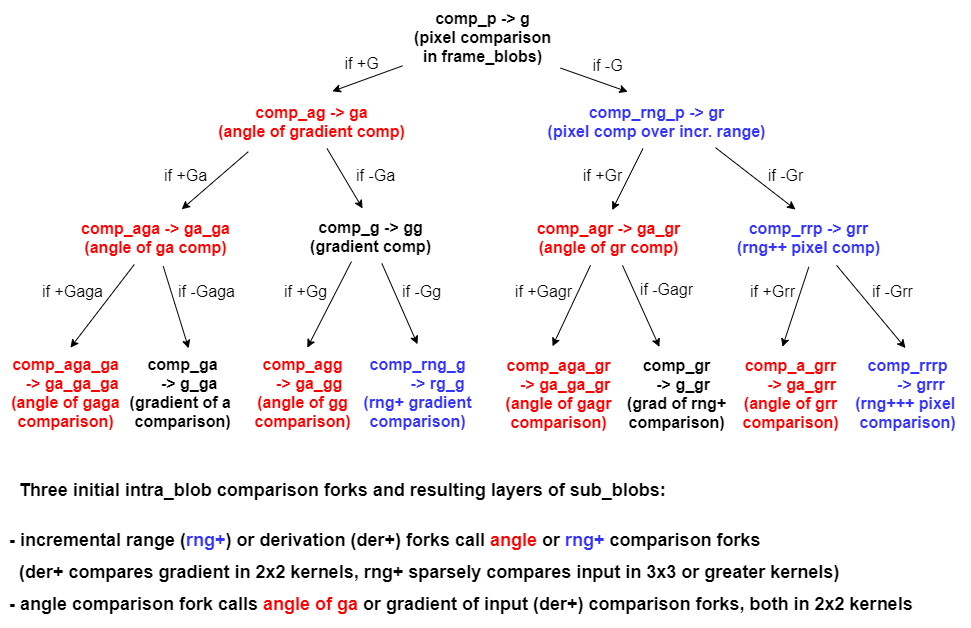 comp_p -> g
(pixel comparison
in frame_blobs)
if +G
if -G
comp_ag -> ga
(angle of gradient comp)
comp_rng_p -> gr
(pixel comp over incr. range)
if +Ga
if -Ga
if +Gr
if -Gr
comp_aga -> ga_ga
(angle of ga comp)
comp_g -> gg
(gradient comp)
comp_agr -> ga_gr
(angle of gr comp)
comp_rrp -> grr
(rng++ pixel comp)
if +Gaga
if -Gaga
if +Gg
if -Gg
if +Gagr
if -Gagr
if +Grr
if -Grr
comp_aga_ga
-> ga_ga_ga
(angle of gaga
comparison)
comp_ga
-> g_ga
(gradient of a
comparison)
comp_agg
-> ga_gg
(angle of gg
comparison)
comp_rng_g
-> rg_g
(rng+ gradient
comparison)
comp_aga_gr
-> ga_ga_gr
(angle of gagr
comparison)
comp_gr
-> g_gr
(grad of rng+
comparison)
comp_a_grr
-> ga_grr
(angle of grr
comparison)
comp_rrrp
-> grrr
(rng+++ pixel
comparison)
Three initial intra_blob comparison forks and resulting layers of sub_blobs:
- incremental range (rng+) or derivation (der+) forks call angle or rng+ comparison forks
(der+ compares gradient in 2x2 kernels, rng+ sparsely compares input in 3x3 or greater kernels)
- angle comparison fork calls angle of ga or gradient of input (der+) comparison forks, both in 2x2 kernels